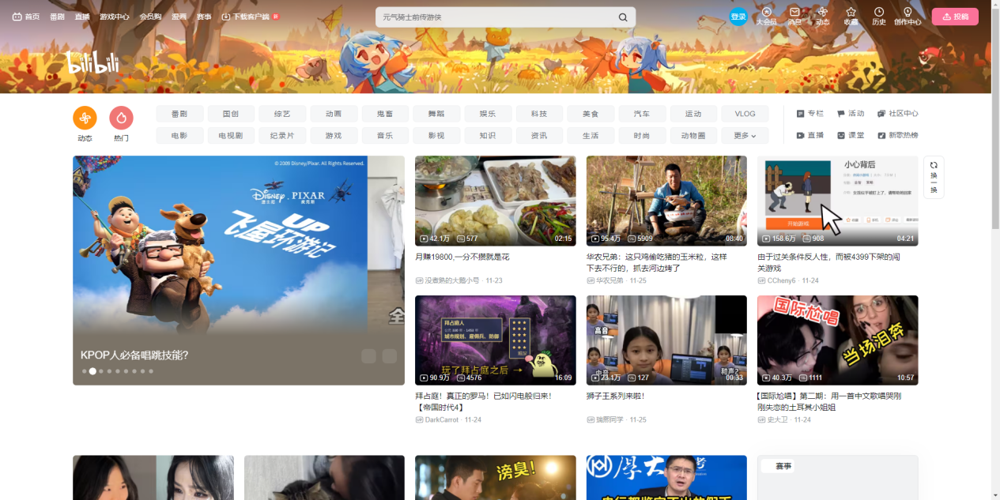 首页 番剧 直播 游戏中心 会员购 漫画 赛事 下载客户端
元气骑士前传游侠
登录 大会员 消息 动态 收藏 历史 创作中心 投稿
bilibili
动态 热门
番剧 国创 综艺 动画 鬼畜 舞蹈 娱乐 科技 美食 汽车 运动 VLOG
电影 电视剧 纪录片 游戏 音乐 影视 知识 资讯 生活 时尚 动物圈 更多
专栏 活动 社区中心
直播 课堂 新歌热榜
© 2009 Disney/Pixar. All Rights Reserved.
Disney · PIXAR
迪士尼 皮克斯
UP
飞屋环游记
全
KPOP人必备唱跳技能?
42.1万 577 02:15
月赚19800,一分不攒就是花
UP 没煮熟的大鹅小号 · 11-23
95.4万 5909 08:40
华农兄弟：这只鸡偷吃猪的玉米粒，这样
下去不行的，抓去河边烤了
UP 华农兄弟 · 11-25
小心背后
开始游戏
158.6万 908 04:21
由于过关条件反人性，而被4399下架的闯
关游戏
UP CCheny6 · 11-24
换一换
拜占庭人
城市规划、雇佣兵、防御
玩了拜占庭之后 →
90.9万 4576 16:09
拜占庭！真正的罗马！已如闪电般归来！
【帝国时代4】
UP DarkCarrot · 11-24
高音
中音
和声2
23.1万 127 00:33
狮子王系列来啦！
UP 瑞熙同学 · 11-25
国际尬唱
当场泪奔
40.3万 1111 10:57
【国际尬唱】第二期：用一首中文歌唱哭刚
刚失恋的土耳其小姐姐
UP 史大卫 · 11-24
滂臭！
厚大
赛事